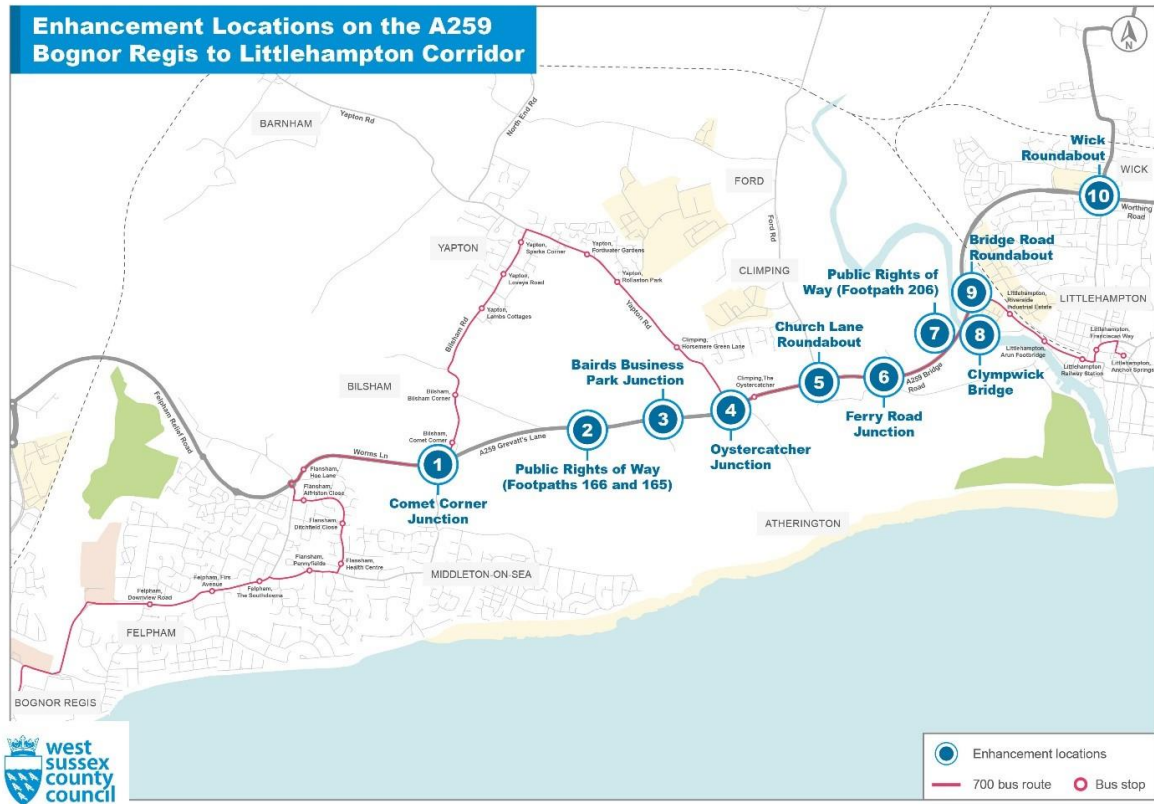 Enhancement Locations on the A259
Bognor Regis to Littlehampton Corridor
N
BARNHAM
Yapton Rd
North End Rd
Wick
Roundabout
WICK
10
Worthing
Road
FORD
Ford Rd
YAPTON
Yapton,
Sparks Corner
Yapton,
Fordwater Gardens
Yapton,
Loveys Road
Yapton,
Rollaston Park
CLIMPING
Bridge Road
Roundabout
Public Rights of
Way (Footpath 206)
9
LITTLEHAMPTON
Yapton,
Lambs Cottages
Bilsham Rd
Yapton Rd
Littlehampton,
Riverside
Industrial Estate
Littlehampton,
Franciscan Way
7
8
Church Lane
Roundabout
Climping,
Horsemere Green Lane
Littlehampton,
Arun Footbridge
Littlehampton
Railway Station
Littlehampton,
Anchor Springs
Bairds Business
Park Junction
Clympwick
Bridge
BILSHAM
Bilsham,
Bilsham Corner
Climping, The
Oystercatcher
5
6
A259 Bridge
Road
Felpham Relief Road
4
3
2
Ferry Road
Junction
Bilsham,
Comet Corner
A259 Grevatt's Lane
Oystercatcher
Junction
Worms Ln
1
Flansham,
Hoe Lane
Public Rights of Way
(Footpaths 166 and 165)
Flansham,
Alfriston Close
Comet Corner
Junction
Flansham,
Ditchfield Close
ATHERINGTON
Flansham,
Pennyfields
Flansham,
Health Centre
MIDDLETON-ON-SEA
Felpham, Firs
Avenue
Felpham,
Downview Road
Felpham,
The Southdowns
FELPHAM
BOGNOR REGIS
west
sussex
county
council
Enhancement locations
700 bus route
Bus stop